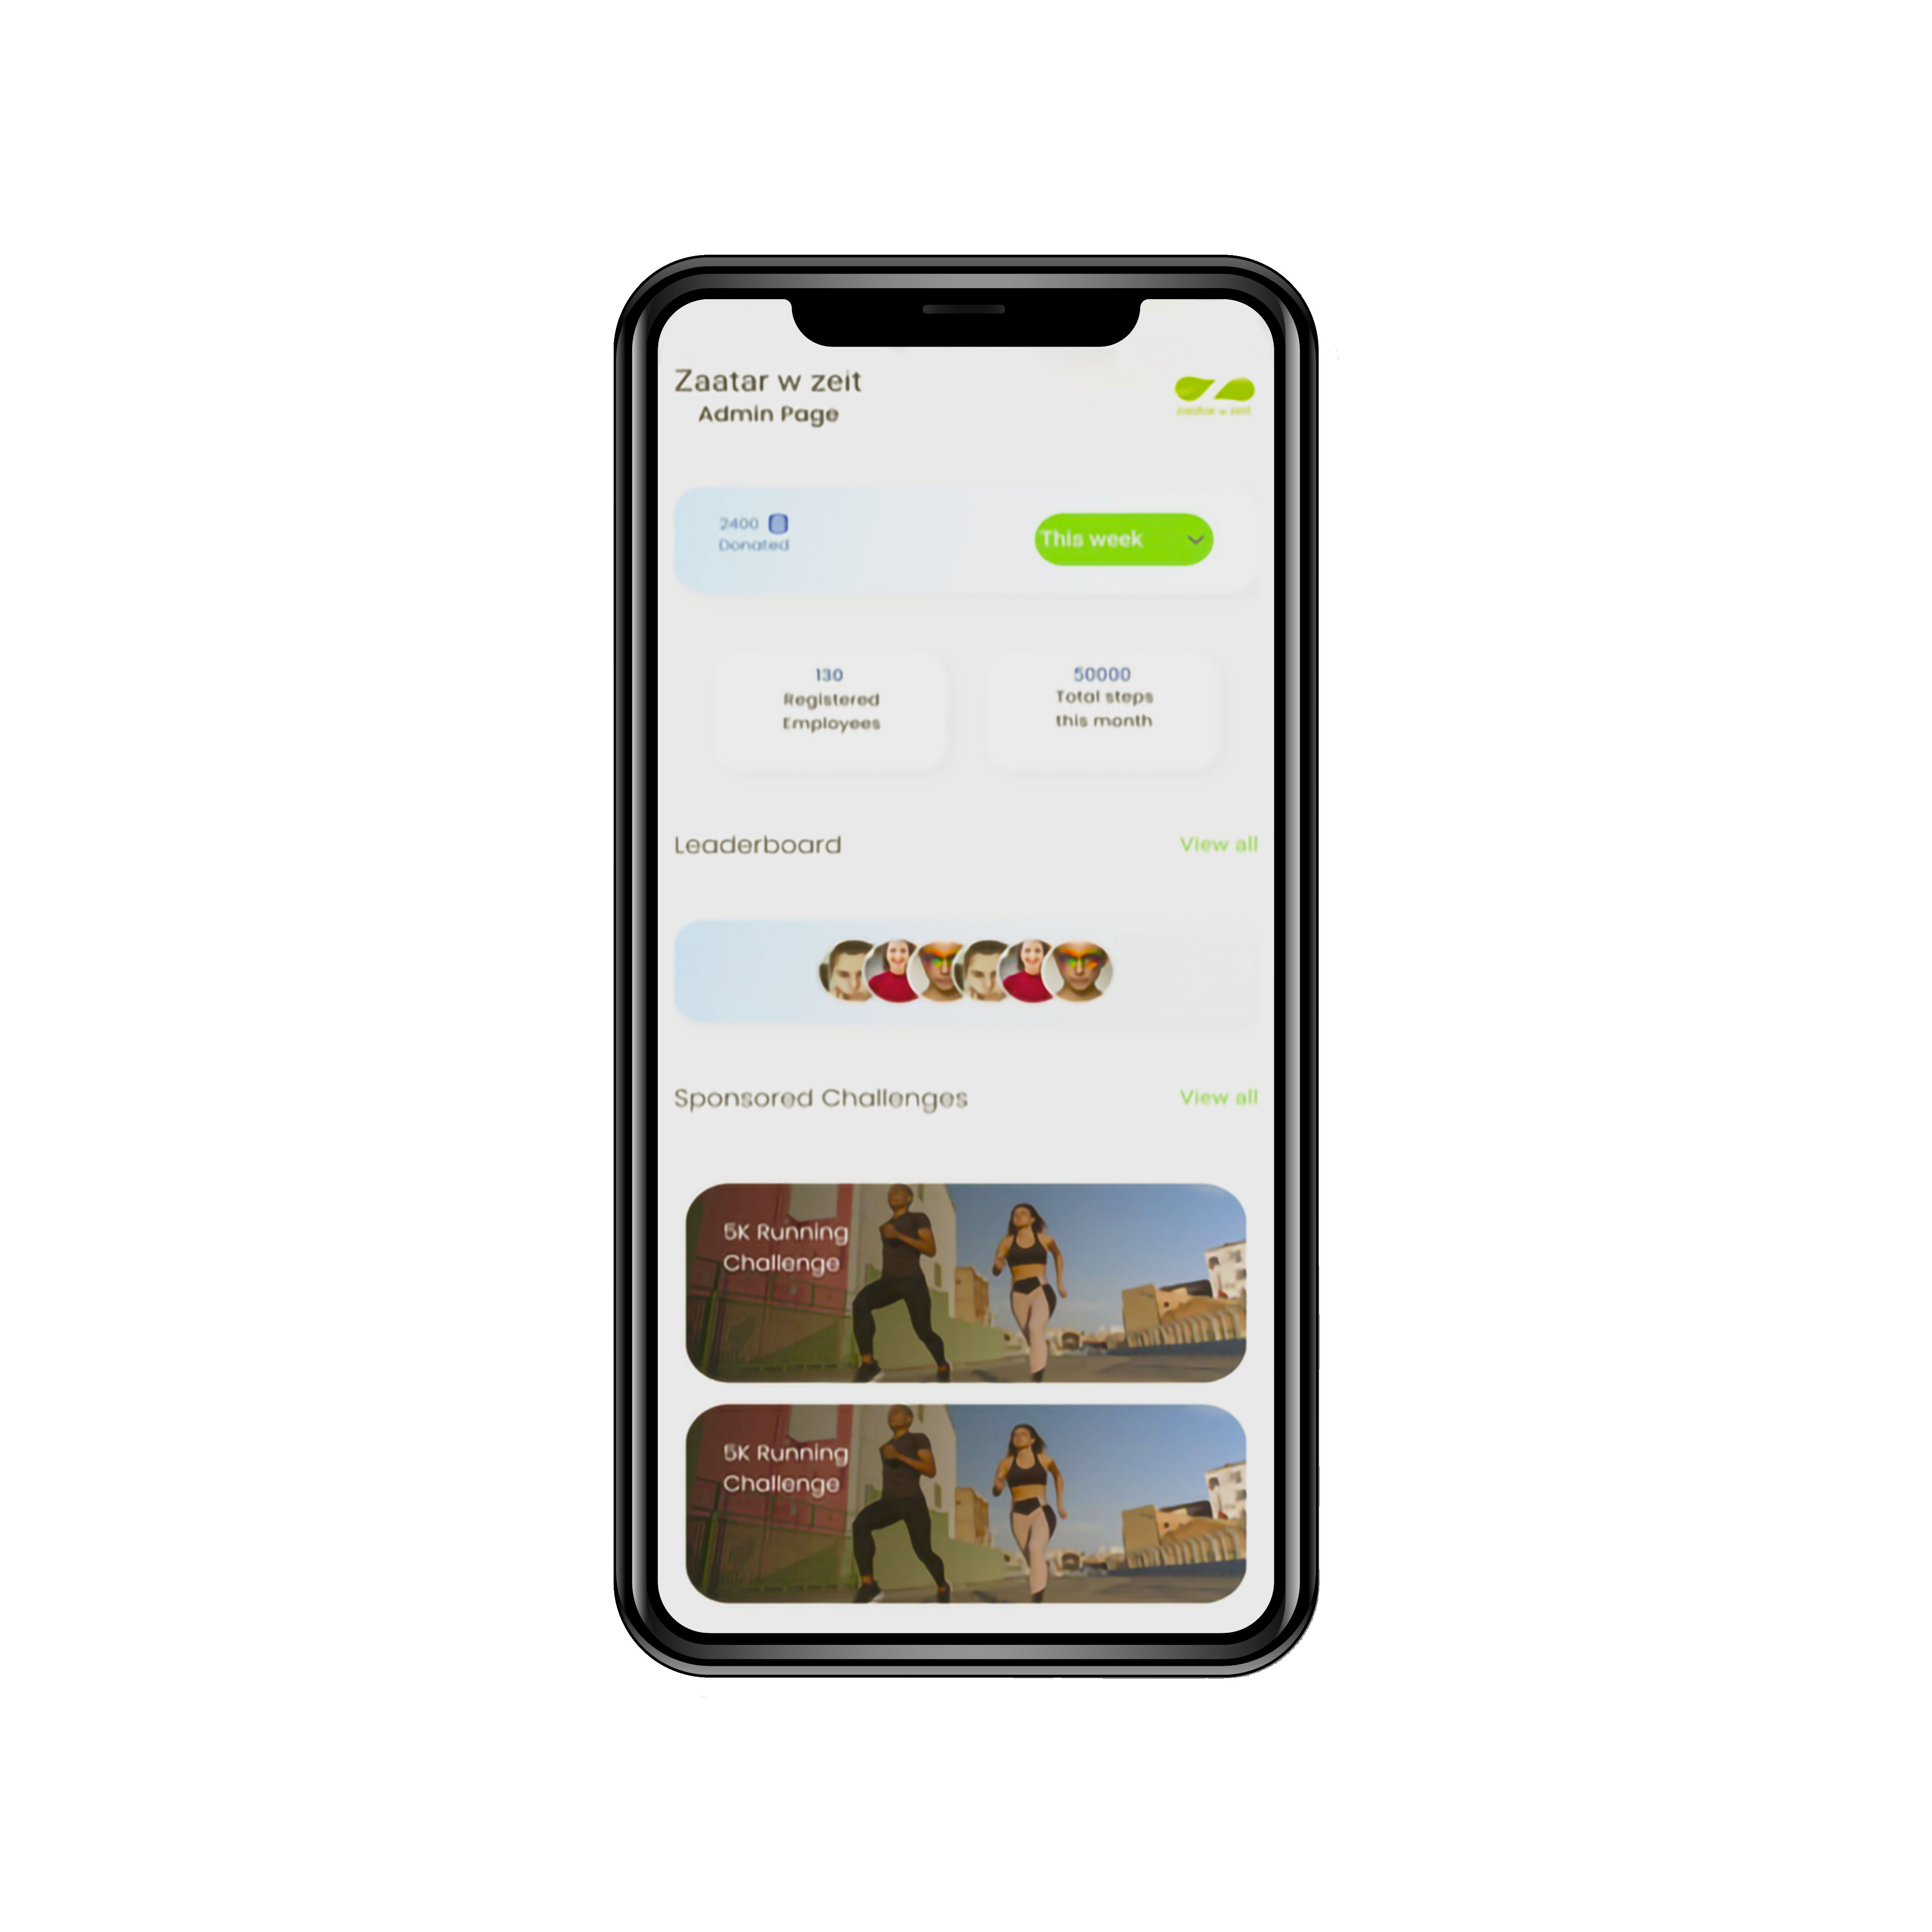 Zaatar w zeit
Admin Page
zaatar w zeit
2400
Donated
This week
130
Registered
Employees
50000
Total steps
this month
Leaderboard
View all
Sponsored Challenges
View all
5K Running
Challenge
5K Running
Challenge